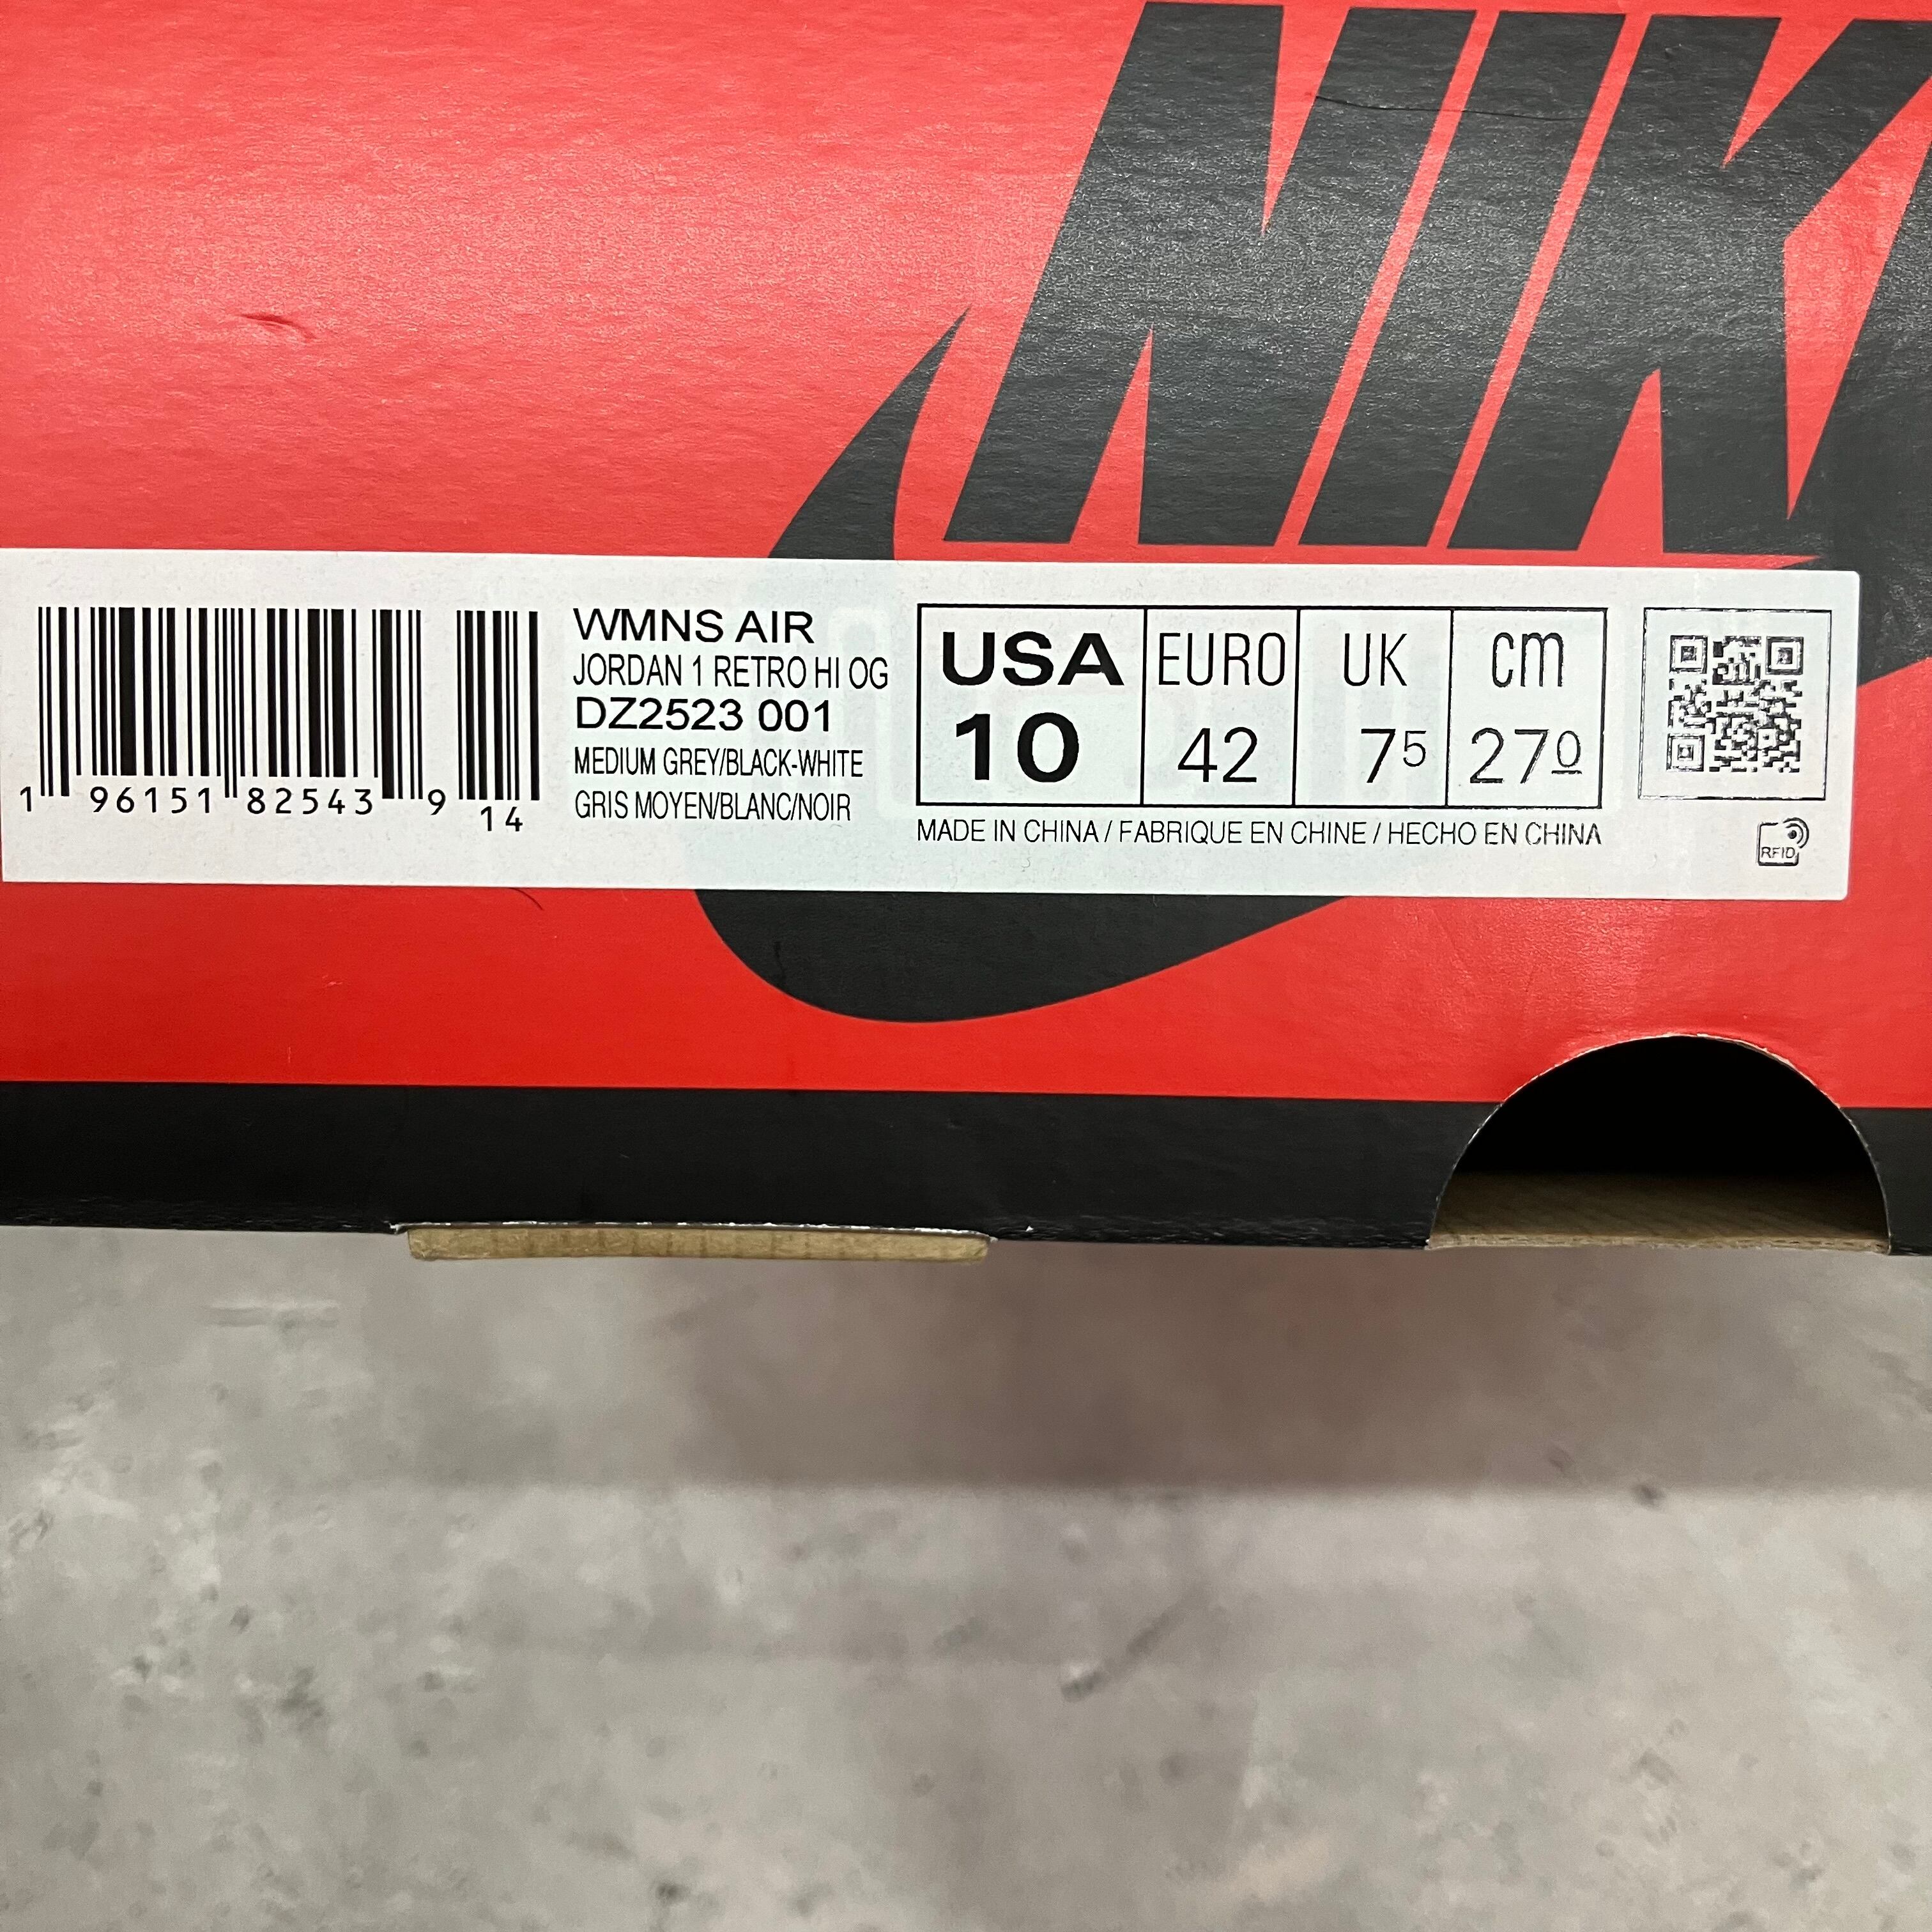 NIK
WMNS AIR
JORDAN 1 RETRO HI OG
DZ2523 001
MEDIUM GREY/BLACK-WHITE
GRIS MOYEN/BLANC/NOIR
1 96151 82543 9 14
USA EURO UK cm
10 42 7 5 27 0
MADE IN CHINA / FABRIQUE EN CHINE / HECHO EN CHINA
RFID